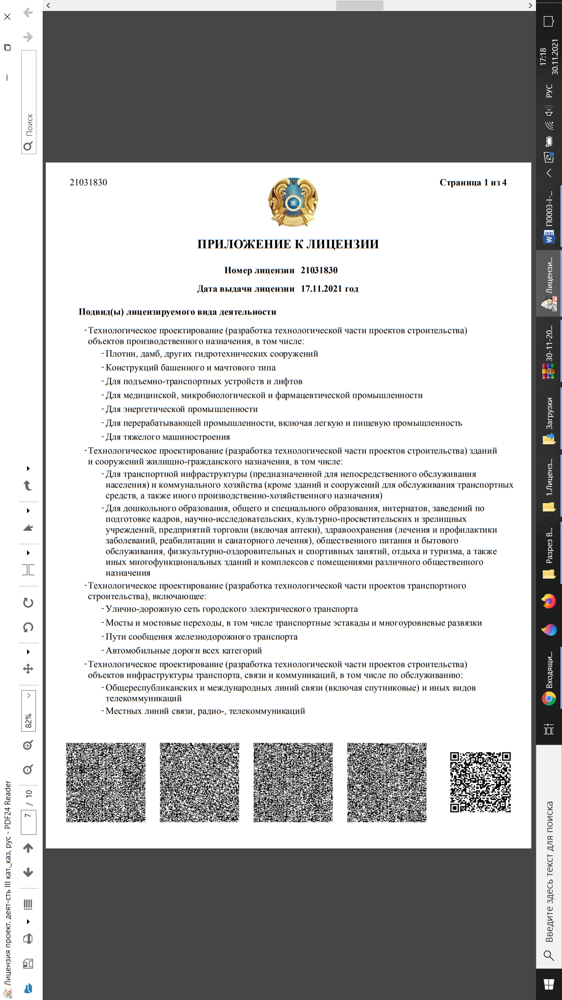 21031830
Страница 1 из 4
ПРИЛОЖЕНИЕ К ЛИЦЕНЗИИ
Номер лицензии 21031830
Дата выдачи лицензии 17.11.2021 год
Подвид(ы) лицензируемого вида деятельности
- Технологическое проектирование (разработка технологической части проектов строительства)
объектов производственного назначения, в том числе:
- Плотин, дамб, других гидротехнических сооружений
- Конструкций башенного и мачтового типа
- Для подъемно-транспортных устройств и лифтов
- Для медицинской, микробиологической и фармацевтической промышленности
- Для энергетической промышленности
- Для перерабатывающей промышленности, включая легкую и пищевую промышленность
- Для тяжелого машиностроения
- Технологическое проектирование (разработка технологической части проектов строительства) зданий
и сооружений жилищно-гражданского назначения, в том числе:
- Для транспортной инфраструктуры (предназначенной для непосредственного обслуживания
населения) и коммунального хозяйства (кроме зданий и сооружений для обслуживания транспортных
средств, а также иного производственно-хозяйственного назначения)
- Для дошкольного образования, общего и специального образования, интернатов, заведений по
подготовке кадров, научно-исследовательских, культурно-просветительских и зрелищных
учреждений, предприятий торговли (включая аптеки), здравоохранения (лечения и профилактики
заболеваний, реабилитации и санаторного лечения), общественного питания и бытового
обслуживания, физкультурно-оздоровительных и спортивных занятий, отдыха и туризма, а также
иных многофункциональных зданий и комплексов с помещениями различного общественного
назначения
- Технологическое проектирование (разработка технологической части проектов транспортного
строительства), включающее:
- Улично-дорожную сеть городского электрического транспорта
- Мосты и мостовые переходы, в том числе транспортные эстакады и многоуровневые развязки
- Пути сообщения железнодорожного транспорта
- Автомобильные дороги всех категорий
- Технологическое проектирование (разработка технологической части проектов строительства)
объектов инфраструктуры транспорта, связи и коммуникаций, в том числе по обслуживанию:
- Общереспубликанских и международных линий связи (включая спутниковые) и иных видов
телекоммуникаций
- Местных линий связи, радио-, телекоммуникаций
Лицензия проект. деят-сть III кат._каз, рус - PDF24 Reader
7 / 10
82%
Поиск
Введите здесь текст для поиска
Входящи...
Разрез В...
1.Лиценз...
Загрузки
30-11-20...
Лицензи...
П0003-I-...
РУС
17:18
30.11.2021